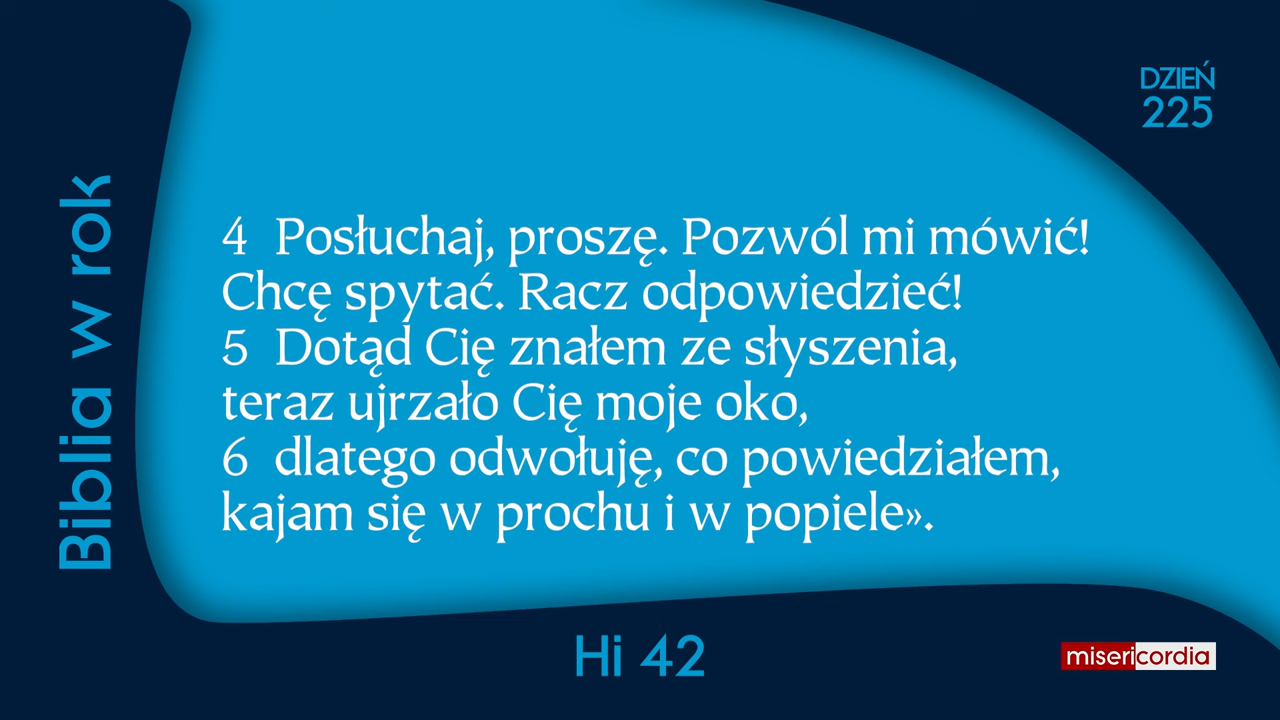 DZIEŃ
225
Biblia w rok
4 Posłuchaj, proszę. Pozwól mi mówić!
Chcę spytać. Racz odpowiedzieć!
5 Dotąd Cię znałem ze słyszenia,
teraz ujrzało Cię moje oko,
6 dlatego odwołuję, co powiedziałem,
kajam się w prochu i w popiele».
Hi 42
misericordia